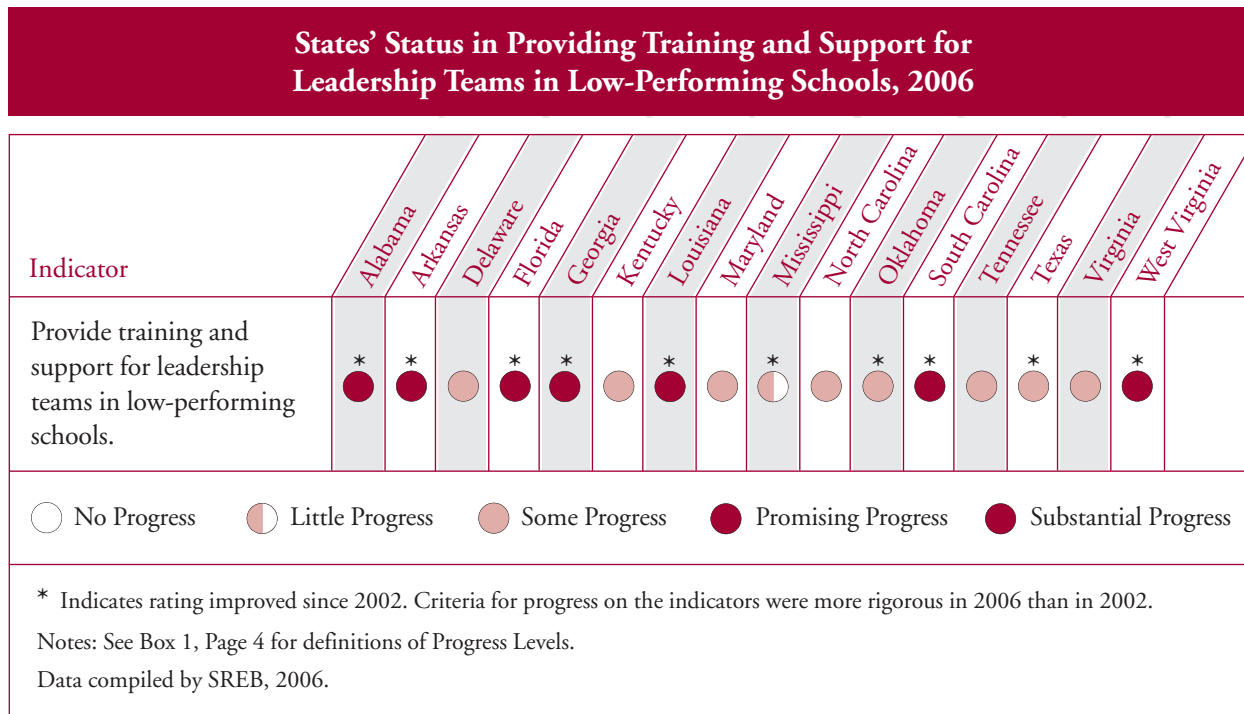 States’ Status in Providing Training and Support for
Leadership Teams in Low-Performing Schools, 2006
Indicator
Alabama
Arkansas
Delaware
Florida
Georgia
Kentucky
Louisiana
Maryland
Mississippi
North Carolina
Oklahoma
South Carolina
Tennessee
Texas
Virginia
West Virginia
Provide training and
support for leadership
teams in low-performing
schools.
* * * * * * * * * *
No Progress Little Progress Some Progress Promising Progress Substantial Progress
* Indicates rating improved since 2002. Criteria for progress on the indicators were more rigorous in 2006 than in 2002.
Notes: See Box 1, Page 4 for definitions of Progress Levels.
Data compiled by SREB, 2006.